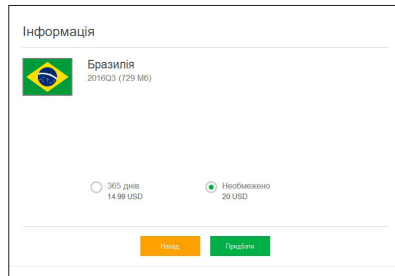 Інформація
Бразилія
2016Q3 (729 Мб)
365 днів
14.99 USD
Необмежено
20 USD
Назад
Придбати